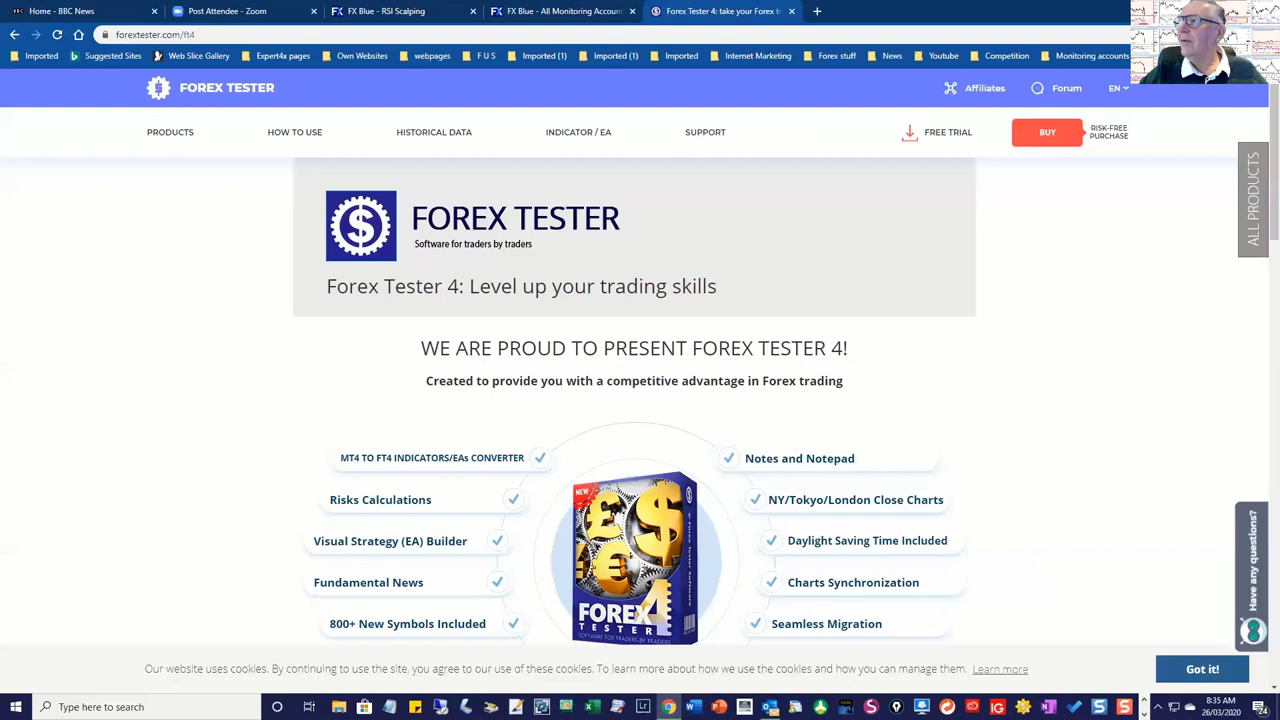 Home - BBC News
Post Attendee - Zoom
FX Blue - RSI Scalping
FX Blue - All Monitoring Account
Forex Tester 4: take your Forex t
forextester.com/ft4
Imported
Suggested Sites
Web Slice Gallery
Expert4x pages
Own Websites
webpages
F U S
Imported (1)
Imported (1)
Imported
Internet Marketing
Forex stuff
News
Youtube
Competition
Monitoring accounts
FOREX TESTER
Affiliates
Forum
EN
PRODUCTS
HOW TO USE
HISTORICAL DATA
INDICATOR / EA
SUPPORT
FREE TRIAL
BUY
RISK-FREE
PURCHASE
ALL PRODUCTS
FOREX TESTER
Software for traders by traders
Forex Tester 4: Level up your trading skills
WE ARE PROUD TO PRESENT FOREX TESTER 4!
Created to provide you with a competitive advantage in Forex trading
MT4 TO FT4 INDICATORS/EAs CONVERTER
Notes and Notepad
Risks Calculations
NY/Tokyo/London Close Charts
Visual Strategy (EA) Builder
Daylight Saving Time Included
Fundamental News
Charts Synchronization
800+ New Symbols Included
Seamless Migration
NEW
FOREX 4
TESTER
SOFTWARE FOR TRADERS BY TRADERS
Have any questions?
Our website uses cookies. By continuing to use the site, you agree to our use of these cookies. To learn more about how we use the cookies and how you can manage them. Learn more
Got it!
Type here to search
8:35 AM
26/03/2020
24